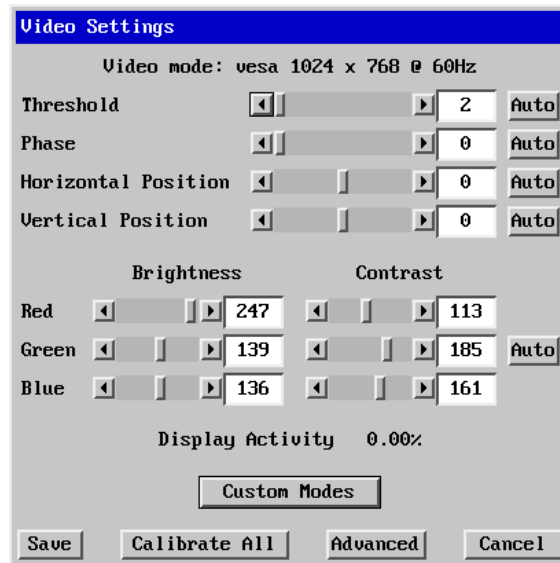 Video Settings
Video mode: vesa 1024 x 768 @ 60Hz
Threshold 2 Auto
Phase 0 Auto
Horizontal Position 0 Auto
Vertical Position 0 Auto
Brightness Contrast
Red 247 113
Green 139 185 Auto
Blue 136 161
Display Activity 0.00%
Custom Modes
Save Calibrate All Advanced Cancel